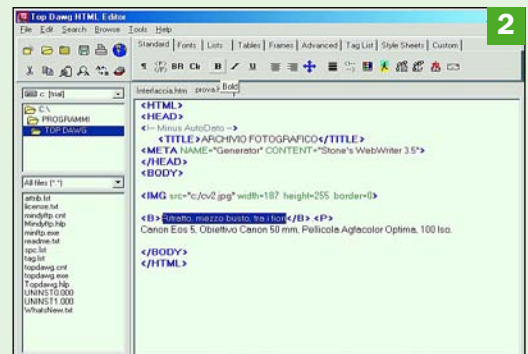 Top Dawg HTML Editor
2
File Edit Search Browse Tools Help
Standard Fonts Lists Tables Frames Advanced Tag List Style Sheets Custom
¶ BR B I U
c: [hal]
Interfaccia.htm prova. Bold
C:\
PROGRAMMI
TOP DAWG
<HTML>
<HEAD>
<!-- Minus AutoDato -->
<TITLE>ARCHIVIO FOTOGRAFICO</TITLE>
<META NAME="Generator" CONTENT="Stone's WebWriter 3.5">
</HEAD>
<BODY>
<IMG src="c:/cv2.jpg" width=187 height=255 border=0>
<B>Ritratto, mezzo busto, tra i fiori</B>.<P>
Canon Eos 5, Obiettivo Canon 50 mm, Pellicola Agfacolor Optima, 100 Iso.
</BODY>
</HTML>
All files (*.*)
attrib.lst
license.txt
mindyftp.cnt
Mindyftp.hlp
minftp.exe
readme.txt
spc.lst
tag.lst
topdawg.cnt
topdawg.exe
Topdawg.hlp
UNINST0.000
UNINST1.000
WhatsNew.txt